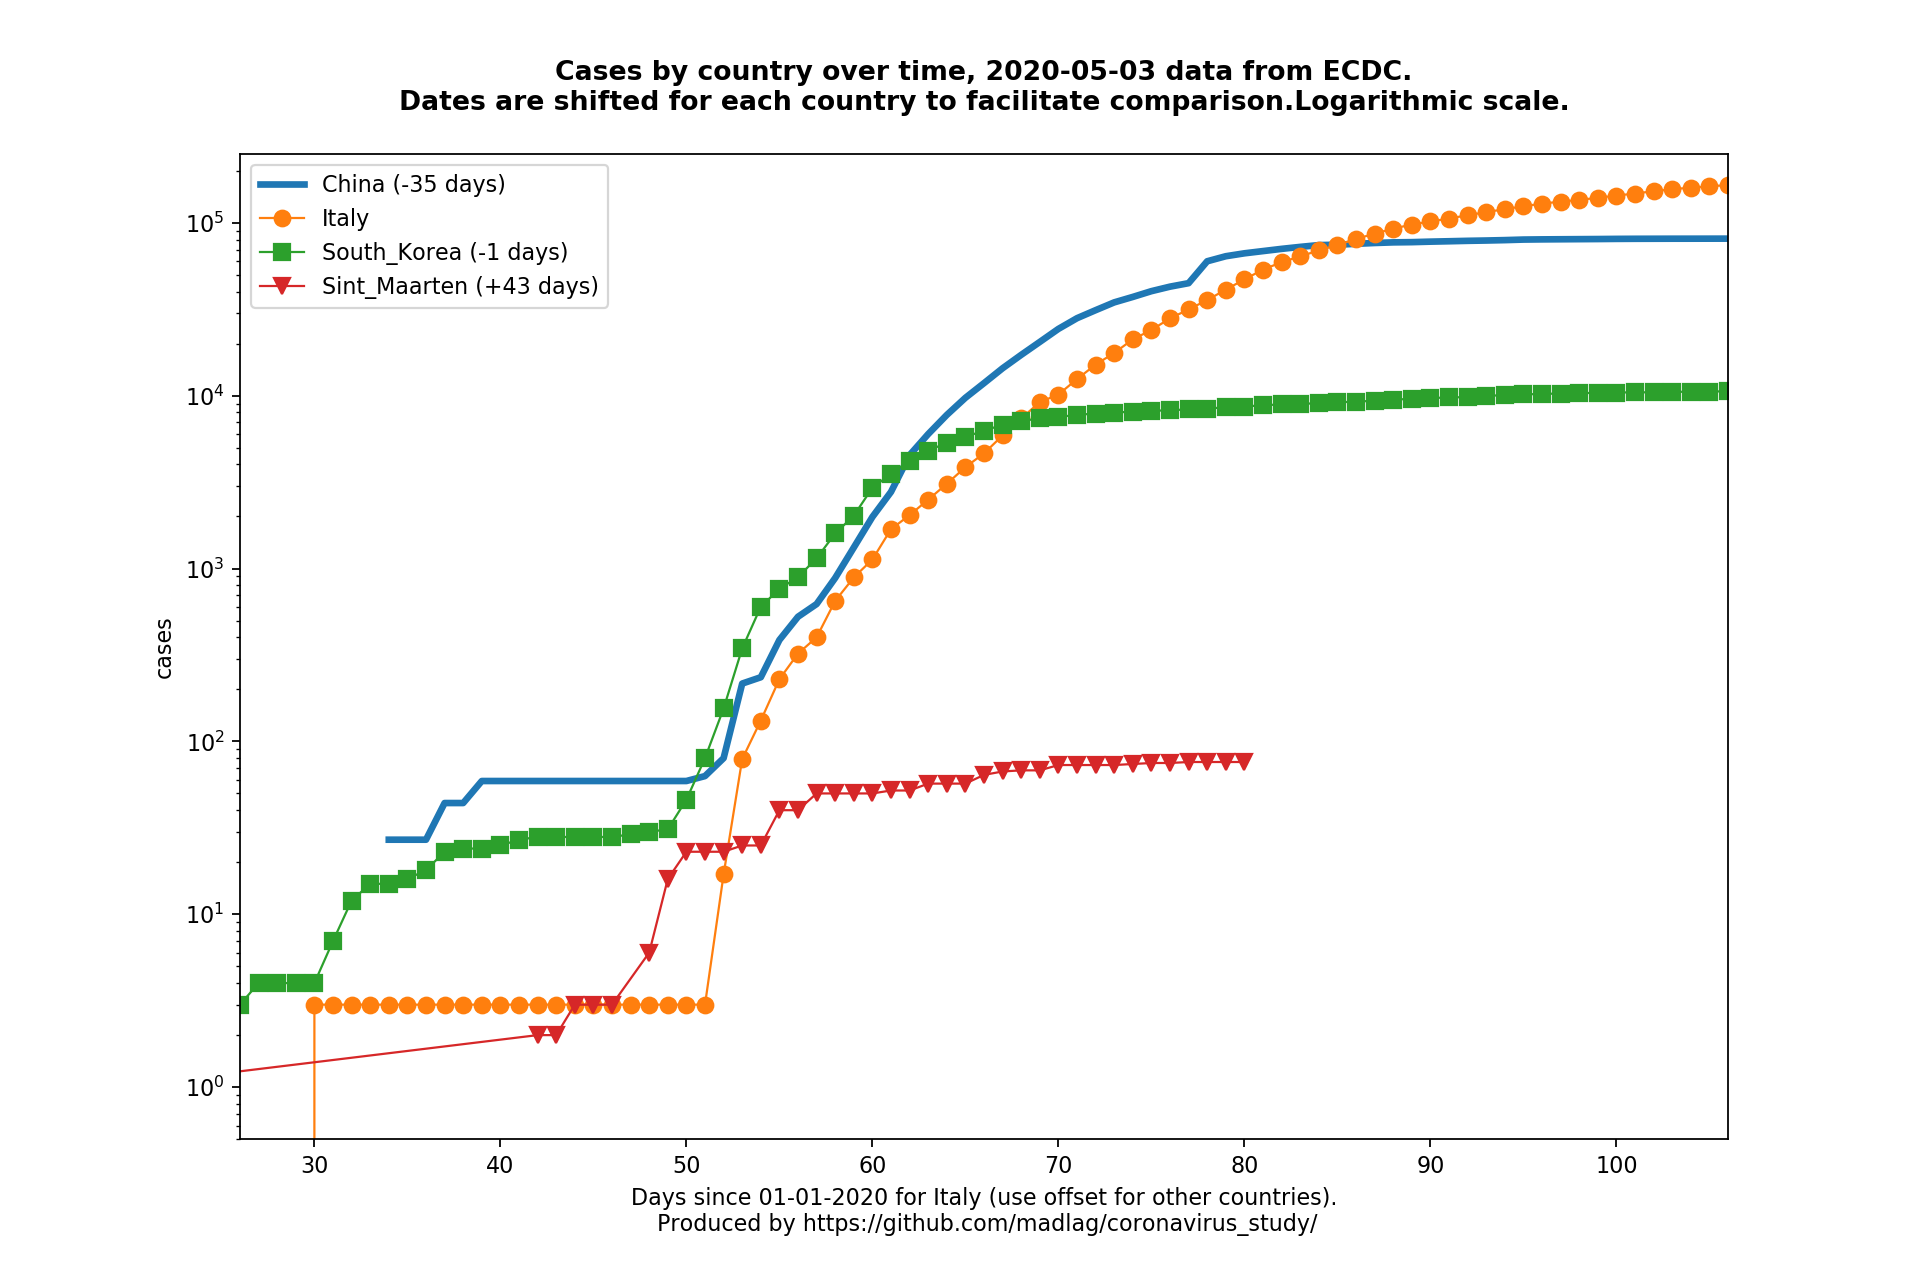 Cases by country over time, 2020-05-03 data from ECDC.
Dates are shifted for each country to facilitate comparison.Logarithmic scale.
China (-35 days)
Italy
South_Korea (-1 days)
Sint_Maarten (+43 days)
cases
10^5
10^4
10^3
10^2
10^1
10^0
30 40 50 60 70 80 90 100
Days since 01-01-2020 for Italy (use offset for other countries).
Produced by https://github.com/madlag/coronavirus_study/